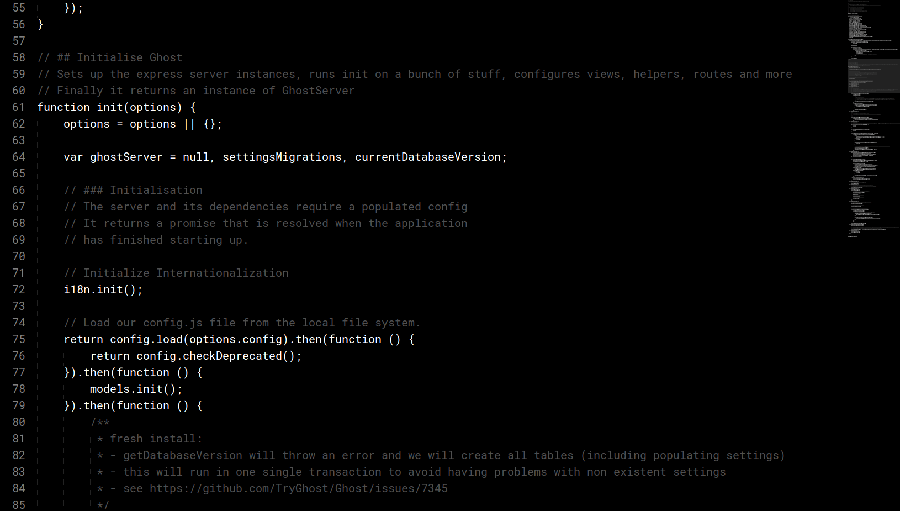 55 });
56 }
57
58 // ## Initialise Ghost
59 // Sets up the express server instances, runs init on a bunch of stuff, configures views, helpers, routes and more
60 // Finally it returns an instance of GhostServer
61 function init(options) {
62 options = options || {};
63
64 var ghostServer = null, settingsMigrations, currentDatabaseVersion;
65
66 // ### Initialisation
67 // The server and its dependencies require a populated config
68 // It returns a promise that is resolved when the application
69 // has finished starting up.
70
71 // Initialize Internationalization
72 i18n.init();
73
74 // Load our config.js file from the local file system.
75 return config.load(options.config).then(function () {
76 return config.checkDeprecated();
77 }).then(function () {
78 models.init();
79 }).then(function () {
80 /**
81 * fresh install:
82 * - getDatabaseVersion will throw an error and we will create all tables (including populating settings)
83 * - this will run in one single transaction to avoid having problems with non existent settings
84 * - see https://github.com/TryGhost/Ghost/issues/7345
85 */